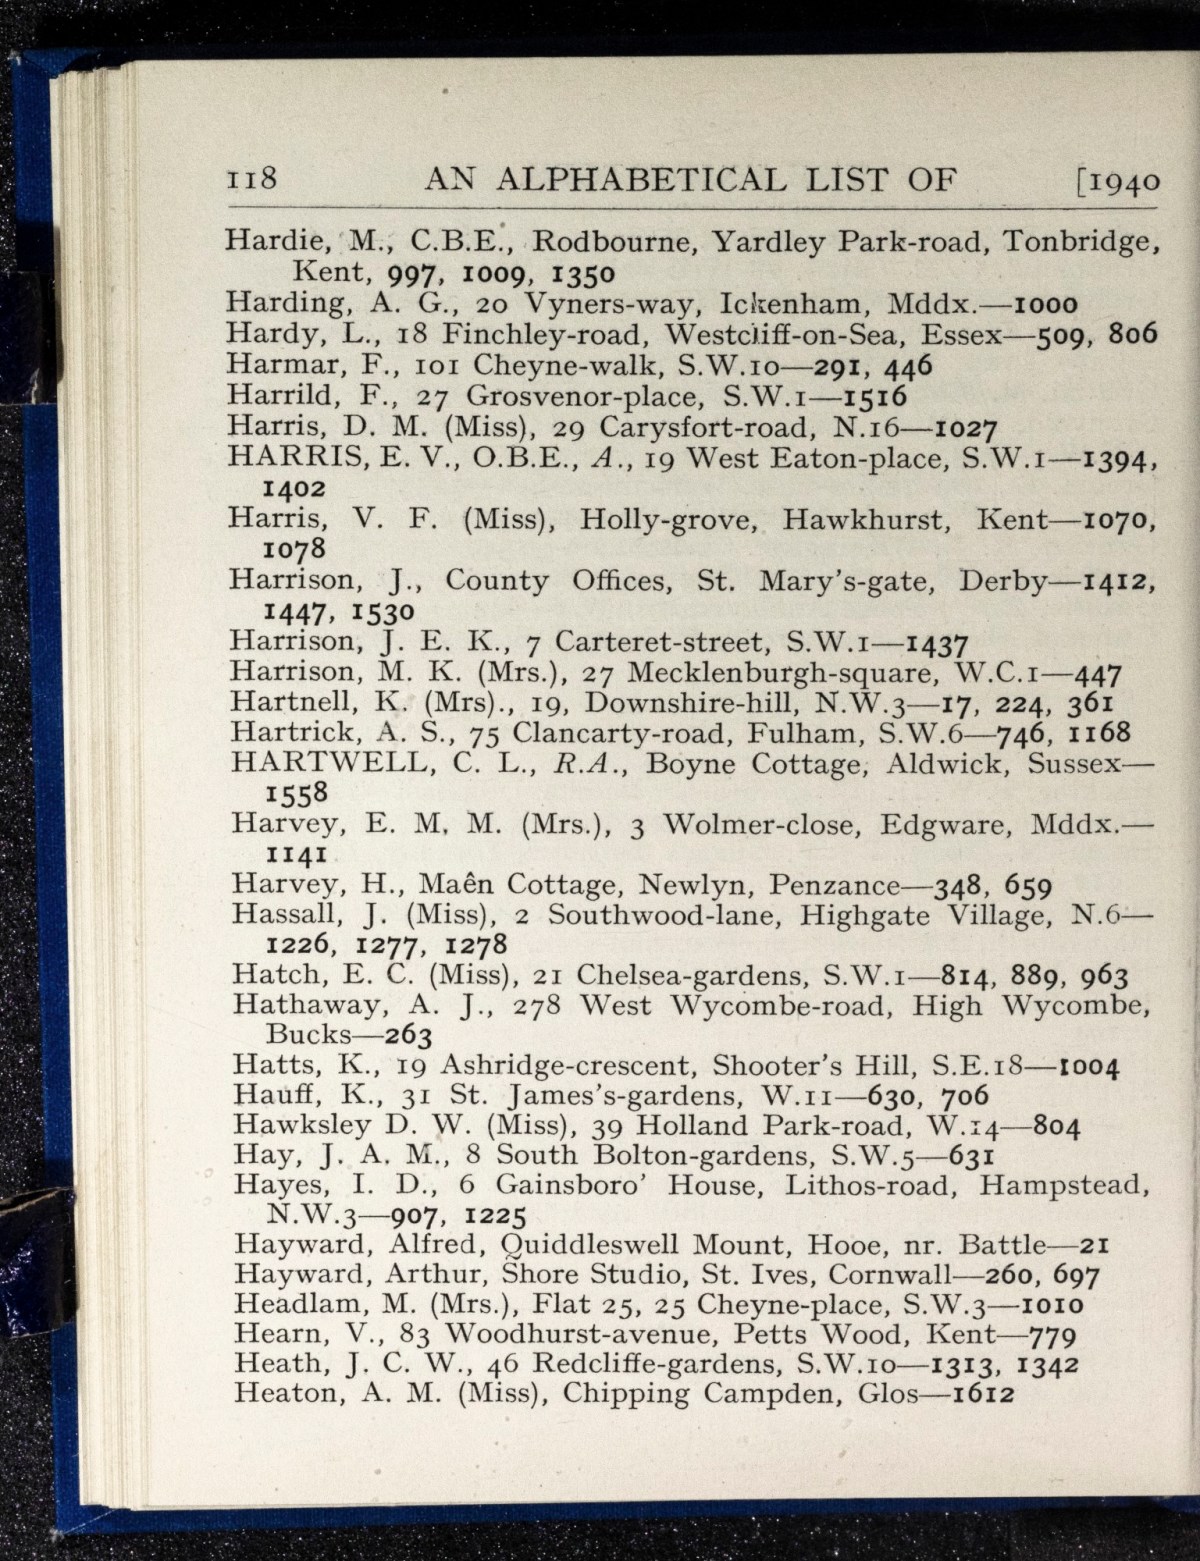 118 AN ALPHABETICAL LIST OF [1940
Hardie, M., C.B.E., Rodbourne, Yardley Park-road, Tonbridge,
Kent, 997, 1009, 1350
Harding, A. G., 20 Vyners-way, Ickenham, Mddx.—1000
Hardy, L., 18 Finchley-road, Westcliff-on-Sea, Essex—509, 806
Harmar, F., 101 Cheyne-walk, S.W.10—291, 446
Harrild, F., 27 Grosvenor-place, S.W.1—1516
Harris, D. M. (Miss), 29 Carysfort-road, N.16—1027
HARRIS, E. V., O.B.E., A., 19 West Eaton-place, S.W.1—1394,
1402
Harris, V. F. (Miss), Holly-grove, Hawkhurst, Kent—1070,
1078
Harrison, J., County Offices, St. Mary's-gate, Derby—1412,
1447, 1530
Harrison, J. E. K., 7 Carteret-street, S.W.1—1437
Harrison, M. K. (Mrs.), 27 Mecklenburgh-square, W.C.1—447
Hartnell, K. (Mrs)., 19, Downshire-hill, N.W.3—17, 224, 361
Hartrick, A. S., 75 Clancarty-road, Fulham, S.W.6—746, 1168
HARTWELL, C. L., R.A., Boyne Cottage, Aldwick, Sussex—
1558
Harvey, E. M. M. (Mrs.), 3 Wolmer-close, Edgware, Mddx.—
1141
Harvey, H., Maên Cottage, Newlyn, Penzance—348, 659
Hassall, J. (Miss), 2 Southwood-lane, Highgate Village, N.6—
1226, 1277, 1278
Hatch, E. C. (Miss), 21 Chelsea-gardens, S.W.1—814, 889, 963
Hathaway, A. J., 278 West Wycombe-road, High Wycombe,
Bucks—263
Hatts, K., 19 Ashridge-crescent, Shooter's Hill, S.E.18—1004
Hauff, K., 31 St. James's-gardens, W.11—630, 706
Hawksley D. W. (Miss), 39 Holland Park-road, W.14—804
Hay, J. A. M., 8 South Bolton-gardens, S.W.5—631
Hayes, I. D., 6 Gainsboro' House, Lithos-road, Hampstead,
N.W.3—907, 1225
Hayward, Alfred, Quiddleswell Mount, Hooe, nr. Battle—21
Hayward, Arthur, Shore Studio, St. Ives, Cornwall—260, 697
Headlam, M. (Mrs.), Flat 25, 25 Cheyne-place, S.W.3—1010
Hearn, V., 83 Woodhurst-avenue, Petts Wood, Kent—779
Heath, J. C. W., 46 Redcliffe-gardens, S.W.10—1313, 1342
Heaton, A. M. (Miss), Chipping Campden, Glos—1612